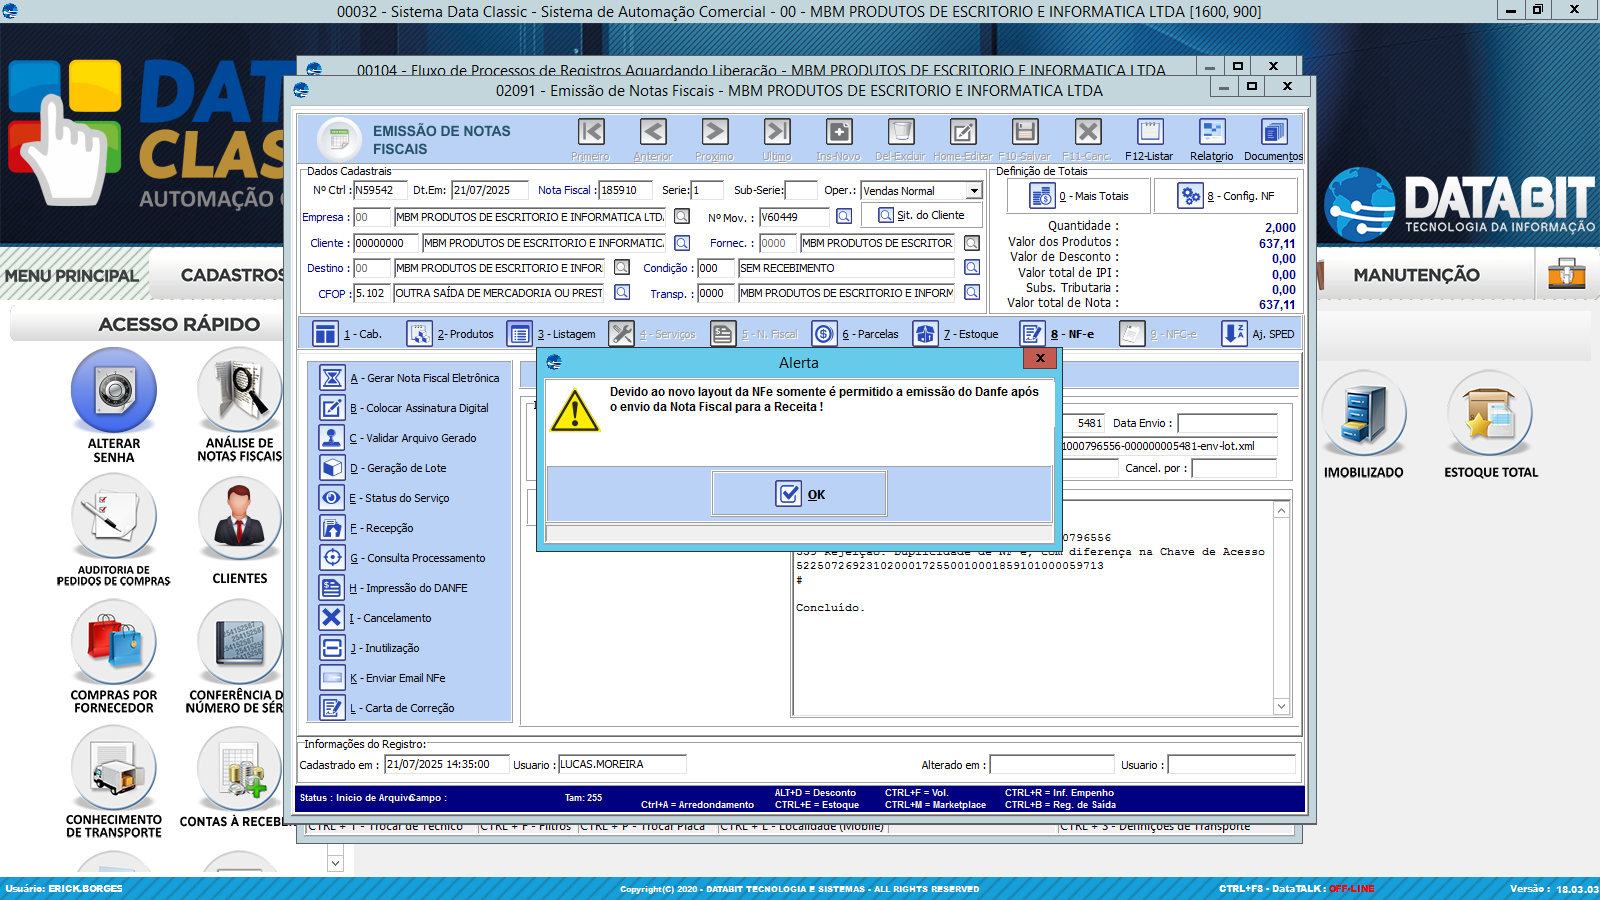 00032 - Sistema Data Classic - Sistema de Automação Comercial - 00 - MBM PRODUTOS DE ESCRITORIO E INFORMATICA LTDA [1600, 900]
00104 - Fluxo de Processos de Registros Aguardando Liberação - MBM PRODUTOS DE ESCRITORIO E INFORMATICA LTDA
02091 - Emissão de Notas Fiscais - MBM PRODUTOS DE ESCRITORIO E INFORMATICA LTDA
DAT
CLAS
AUTOMAÇÃO
DATABIT
TECNOLOGIA DA INFORMAÇÃO
MENU PRINCIPAL
CADASTROS
MANUTENÇÃO
ACESSO RÁPIDO
ALTERAR
SENHA
ANÁLISE DE
NOTAS FISCAIS
AUDITORIA DE
PEDIDOS DE COMPRAS
CLIENTES
COMPRAS POR
FORNECEDOR
CONFERÊNCIA D
NÚMERO DE SÉR
CONHECIMENTO
DE TRANSPORTE
CONTAS À RECEBE
IMOBILIZADO
ESTOQUE TOTAL
EMISSÃO DE NOTAS
FISCAIS
Primeiro
Anterior
Proximo
Ultimo
Ins-Novo
Del-Excluir
Home-Editar
F10-Salvar
F11-Canc.
F12-Listar
Relatorio
Documentos
Dados Cadastrais
Nº Ctrl : N59542 Dt.Em: 21/07/2025 Nota Fiscal : 185910 Serie: 1 Sub-Serie: Oper.: Vendas Normal
Empresa : 00 MBM PRODUTOS DE ESCRITORIO E INFORMATICA LTD. Nº Mov. : V60449 Sit. do Cliente
Cliente : 00000000 MBM PRODUTOS DE ESCRITORIO E INFORMATIC. Fornec. : 0000 MBM PRODUTOS DE ESCRITOR
Destino : 00 MBM PRODUTOS DE ESCRITORIO E INFOR Condição : 000 SEM RECEBIMENTO
CFOP : 5.102 OUTRA SAÍDA DE MERCADORIA OU PREST Transp. : 0000 MBM PRODUTOS DE ESCRITORIO E INFORM
Definição de Totais
0 - Mais Totais
8 - Config. NF
Quantidade : 2,000
Valor dos Produtos : 637,11
Valor de Desconto : 0,00
Valor total de IPI : 0,00
Subs. Tributaria : 0,00
Valor total de Nota : 637,11
1 - Cab.
2-Produtos
3 - Listagem
4 - Serviços
5 - N. Fiscal
6 - Parcelas
7 - Estoque
8 - NF-e
9 - NFC-e
Aj. SPED
A - Gerar Nota Fiscal Eletrônica
B - Colocar Assinatura Digital
C - Validar Arquivo Gerado
D - Geração de Lote
E - Status do Serviço
F - Recepção
G - Consulta Processamento
H - Impressão do DANFE
I - Cancelamento
J - Inutilização
K - Enviar Email NFe
L - Carta de Correção
Alerta
Devido ao novo layout da NFe somente é permitido a emissão do Danfe após
o envio da Nota Fiscal para a Receita !
OK
5481 Data Envio :
1000796556-000000005481-env-lot.xml
Cancel. por :
0796556
539 Rejeição: Duplicidade de NF-e, com diferença na Chave de Acesso
52250726923102000172550010001859101000059713
#
Concluído.
Informações do Registro:
Cadastrado em : 21/07/2025 14:35:00 Usuario : LUCAS.MOREIRA Alterado em : Usuario :
Status : Inicio de Arquivo Campo : Tam: 255
Ctrl+A = Arredondamento
ALT+D = Desconto
CTRL+E = Estoque
CTRL+F = Vol.
CTRL+M = Marketplace
CTRL+R = Inf. Empenho
CTRL+B = Reg. de Saída
CTRL + T - Trocar de Técnico CTRL + F - Filtros CTRL + P - Trocar Placa CTRL + L - Localidade (Mobile) CTRL + S - Definições de Transporte
Usuário: ERICK.BORGES
Copyright(C) 2020 - DATABIT TECNOLOGIA E SISTEMAS - ALL RIGHTS RESERVED
CTRL+F8 - DataTALK : OFF-LINE
Versão : 18.03.03